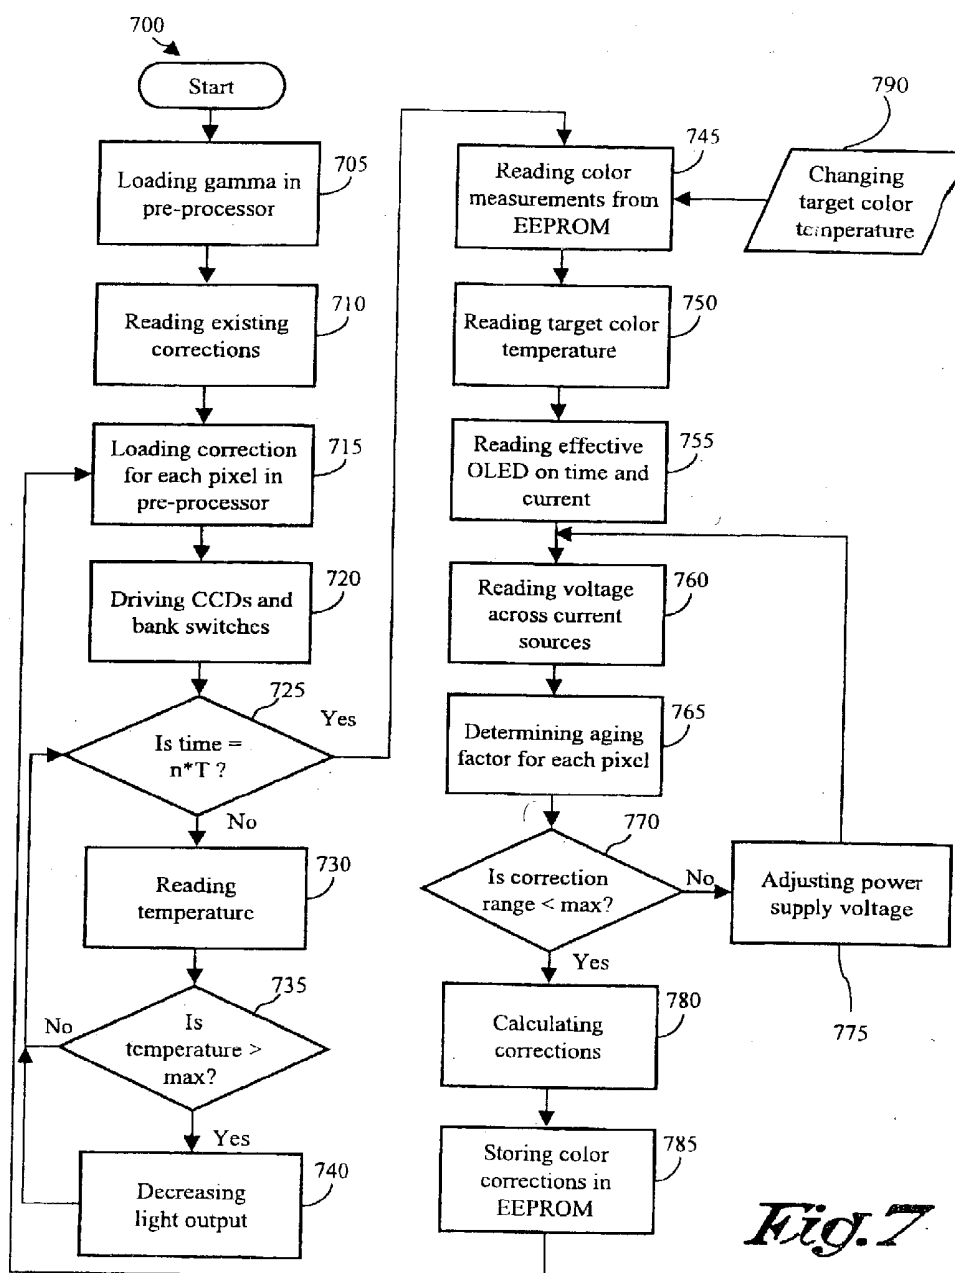 700
Start
Loading gamma in
pre-processor
705
Reading existing
corrections
710
Loading correction
for each pixel in
pre-processor
715
Driving CCDs and
bank switches
720
Is time =
n*T ?
725
Yes
No
Reading
temperature
730
Is
temperature >
max?
735
No
Yes
Decreasing
light output
740
Reading color
measurements from
EEPROM
745
Changing
target color
temperature
790
Reading target color
temperature
750
Reading effective
OLED on time and
current
755
Reading voltage
across current
sources
760
Determining aging
factor for each pixel
765
Is correction
range < max?
770
No
Adjusting power
supply voltage
775
Yes
Calculating
corrections
780
Storing color
corrections in
EEPROM
785
Fig. 7